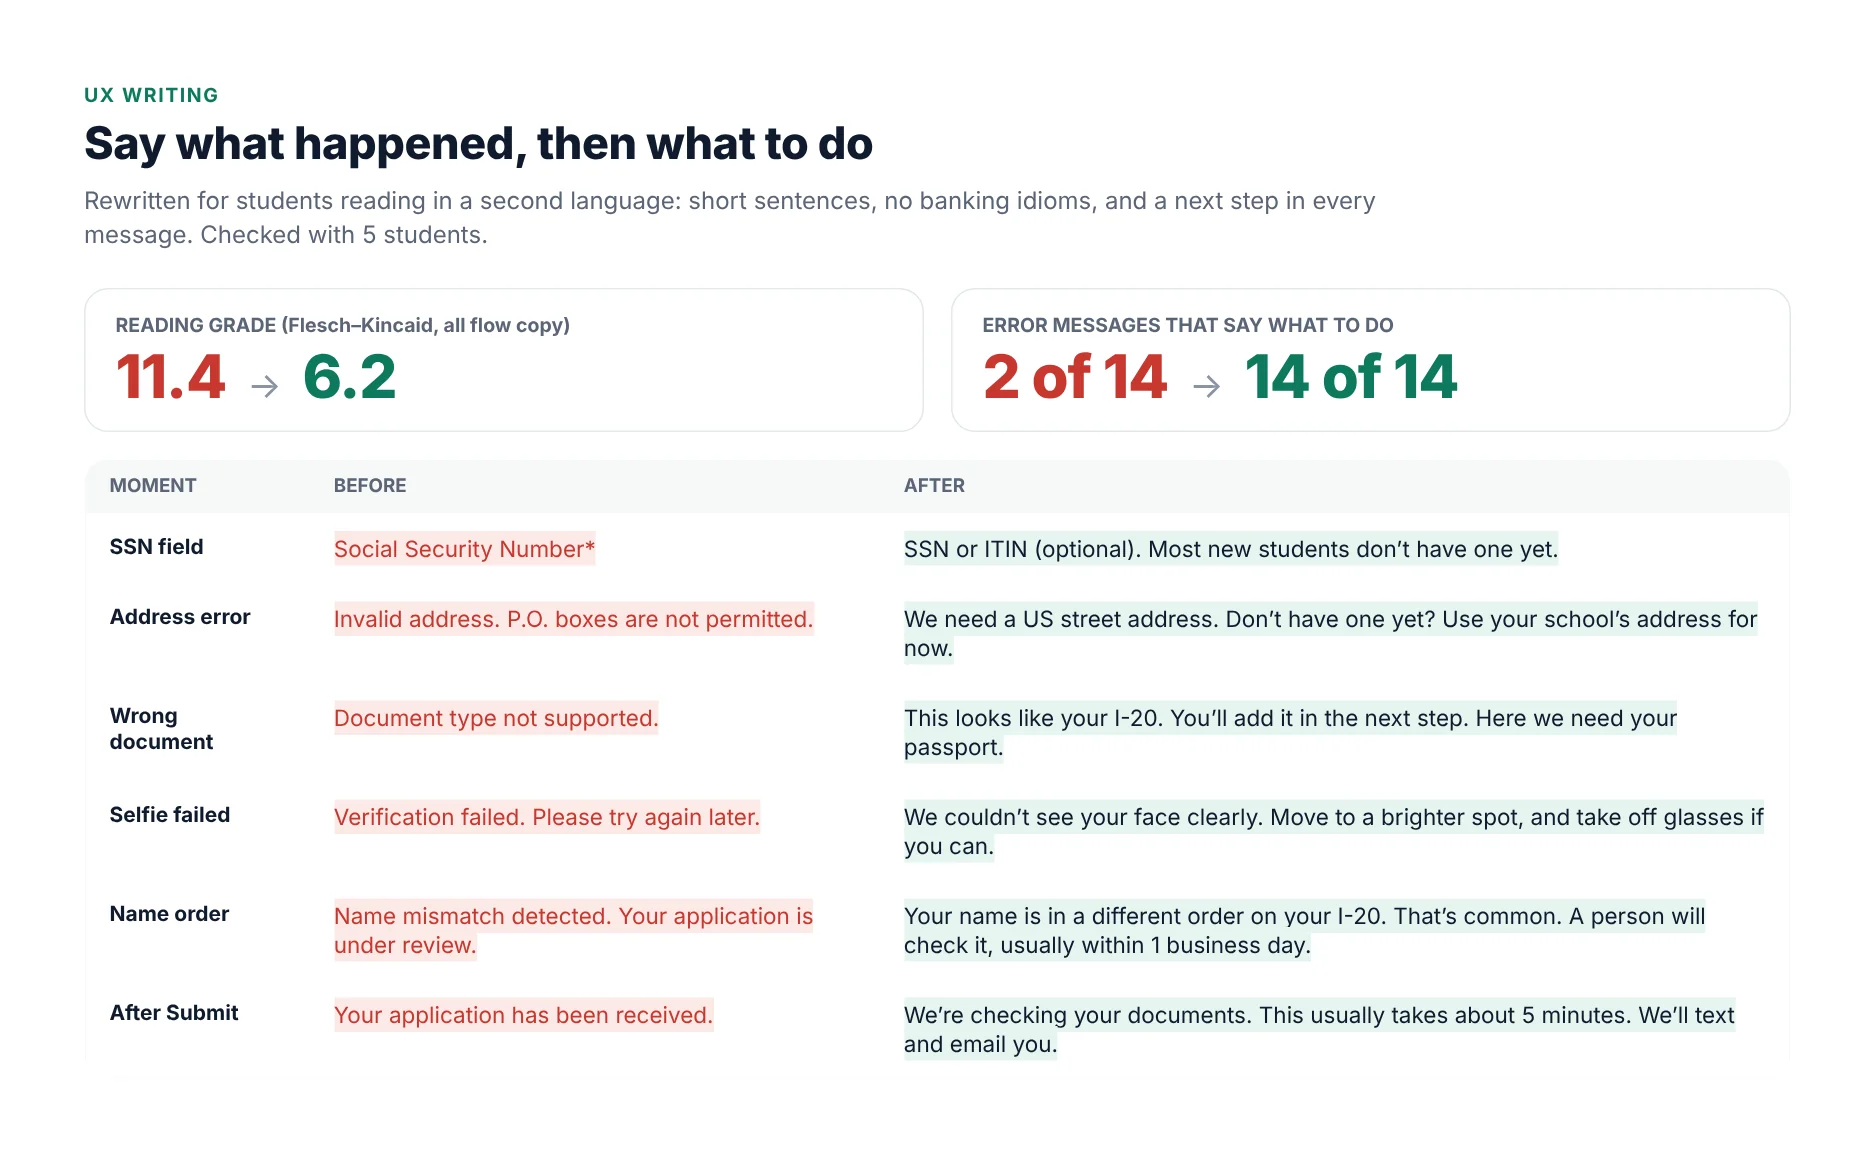 UX WRITING
Say what happened, then what to do
Rewritten for students reading in a second language: short sentences, no banking idioms, and a next step in every
message. Checked with 5 students.
READING GRADE (Flesch–Kincaid, all flow copy)
11.4 → 6.2
ERROR MESSAGES THAT SAY WHAT TO DO
2 of 14 → 14 of 14
MOMENT BEFORE AFTER
SSN field
Social Security Number*
SSN or ITIN (optional). Most new students don’t have one yet.
Address error
Invalid address. P.O. boxes are not permitted.
We need a US street address. Don’t have one yet? Use your school’s address for
now.
Wrong
document
Document type not supported.
This looks like your I-20. You’ll add it in the next step. Here we need your
passport.
Selfie failed
Verification failed. Please try again later.
We couldn’t see your face clearly. Move to a brighter spot, and take off glasses if
you can.
Name order
Name mismatch detected. Your application is
under review.
Your name is in a different order on your I-20. That’s common. A person will
check it, usually within 1 business day.
After Submit
Your application has been received.
We’re checking your documents. This usually takes about 5 minutes. We’ll text
and email you.